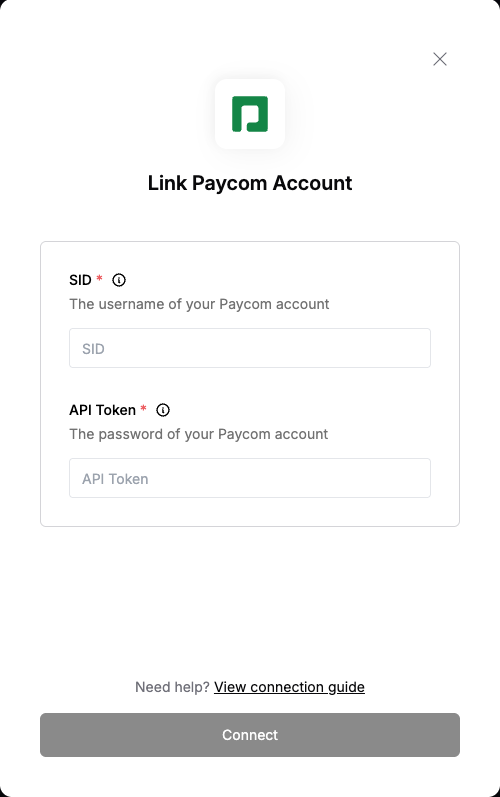 Link Paycom Account
SID *
The username of your Paycom account
SID
API Token *
The password of your Paycom account
API Token
Need help? View connection guide
Connect